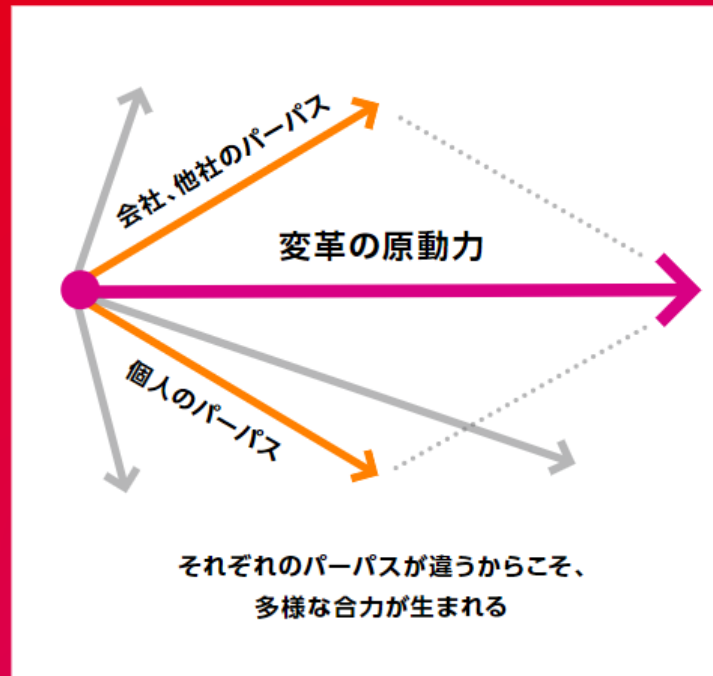 会社、他社のパーパス
変革の原動力
個人のパーパス
それぞれのパーパスが違うからこそ、
多様な合力が生まれる